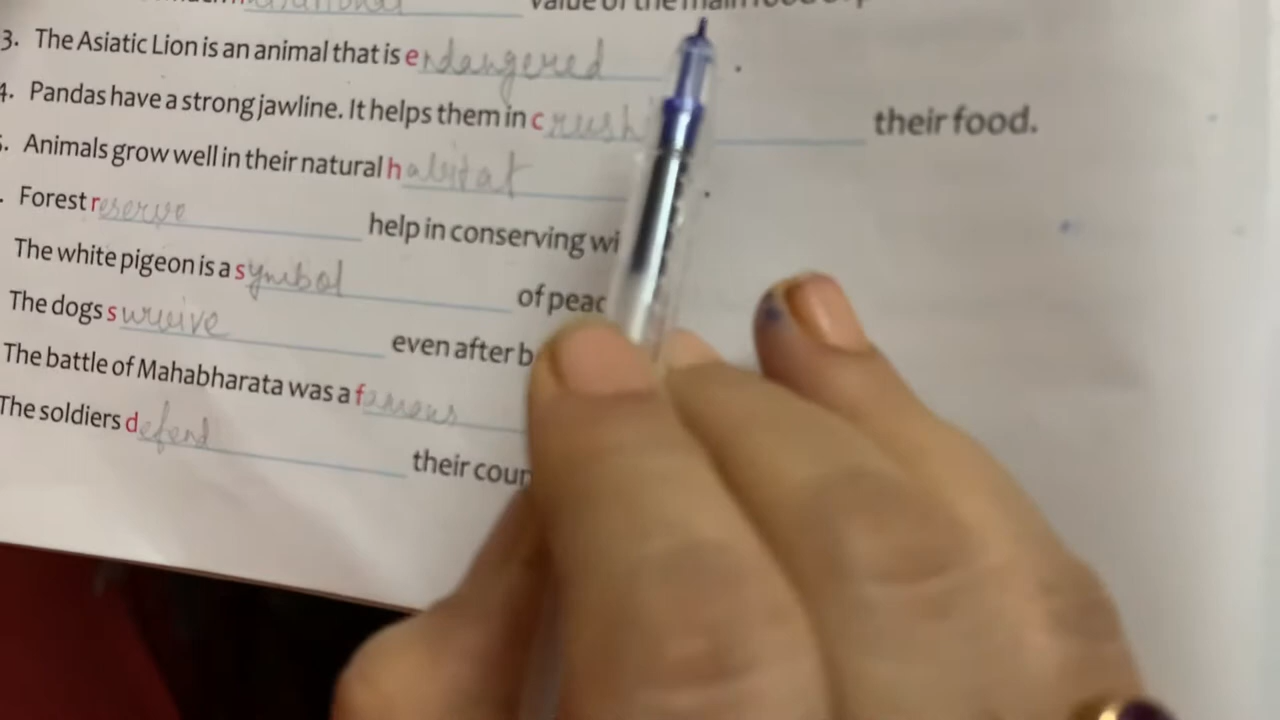 value of the main food
3. The Asiatic Lion is an animal that is endangered.
4. Pandas have a strong jawline. It helps them in crush their food.
Animals grow well in their natural habitat.
Forest reserve help in conserving wi
The white pigeon is a symbol of peac
The dogs survive even after b
The battle of Mahabharata was a famous
The soldiers defend their coun